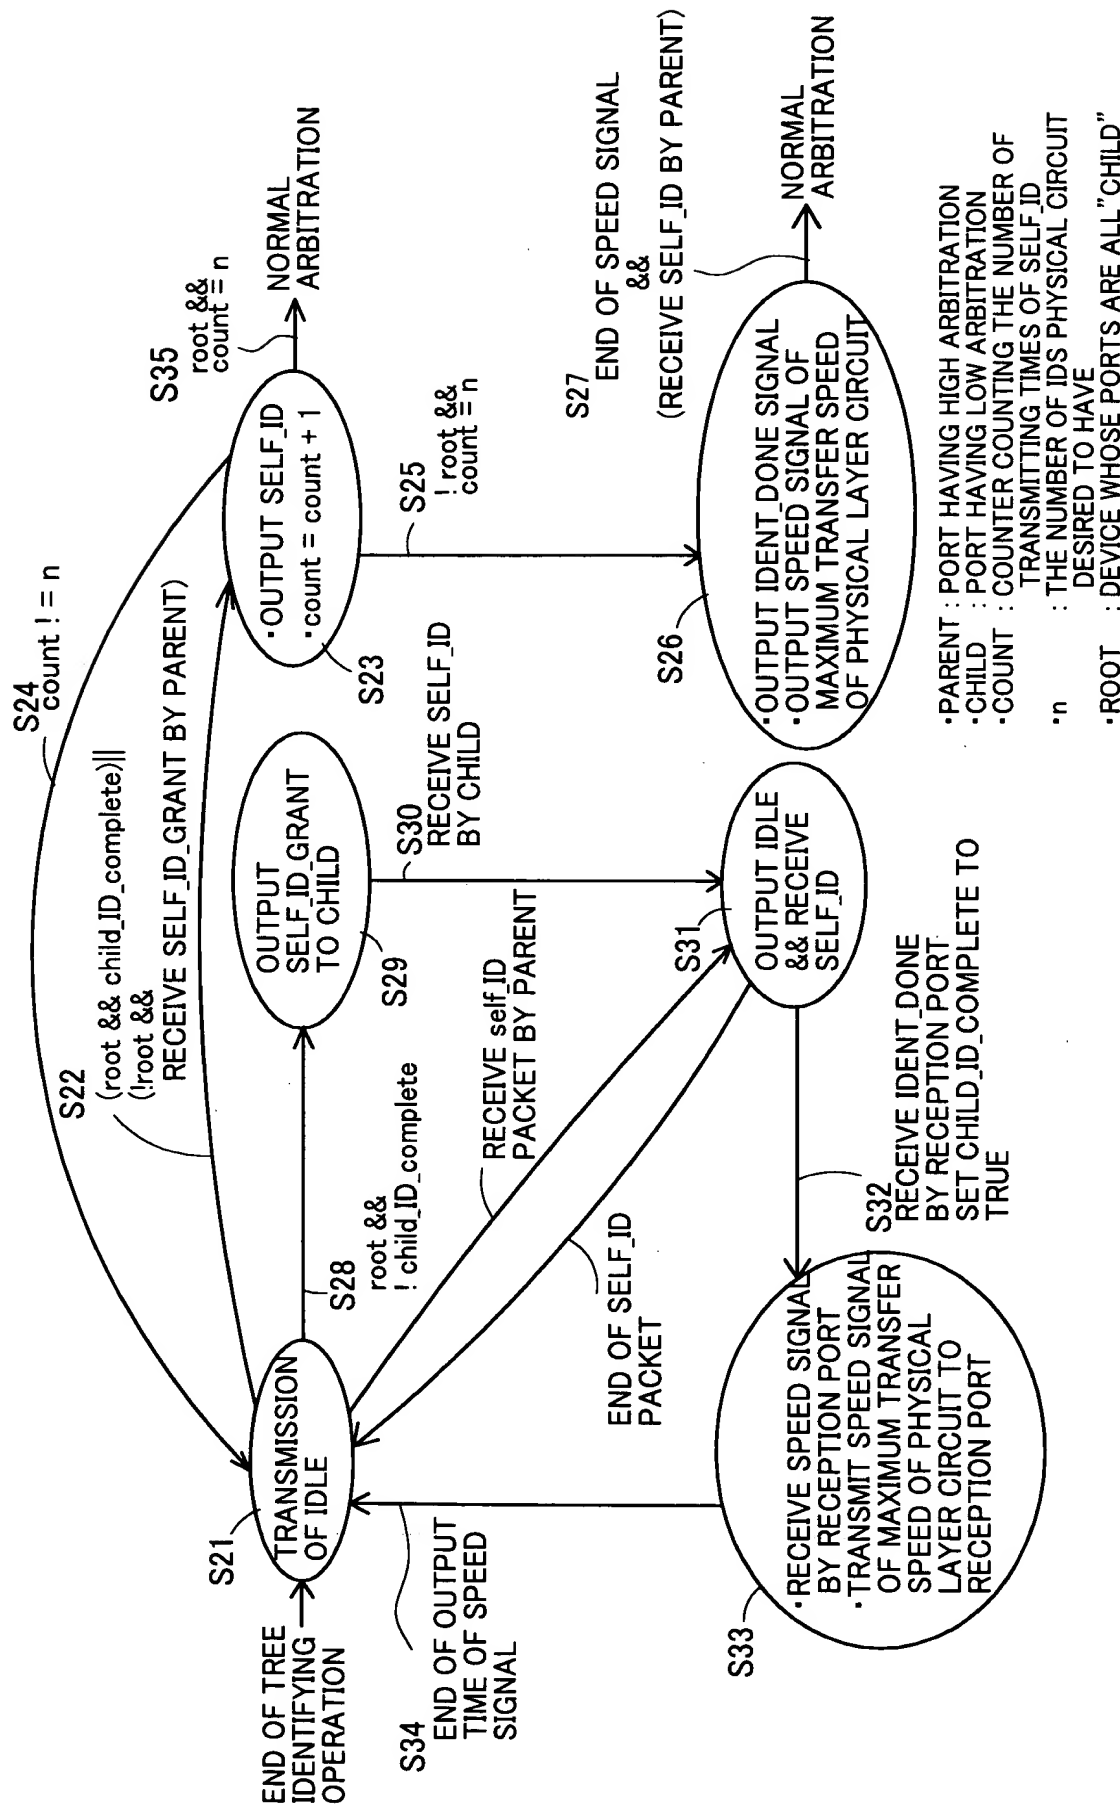 END OF TREE
IDENTIFYING
OPERATION
S21
TRANSMISSION
OF IDLE
S22
(root && child_ID_complete)||
(!root &&
RECEIVE SELF_ID_GRANT BY PARENT)
S24
count ! = n
S28
root &&
! child_ID_complete
OUTPUT
SELF_ID_GRANT
TO CHILD
S29
S23
•OUTPUT SELF_ID
•count = count + 1
S35
root &&
count = n
NORMAL
ARBITRATION
S25
! root &&
count = n
S30
RECEIVE SELF_ID
BY CHILD
RECEIVE self_ID
PACKET BY PARENT
END OF SELF_ID
PACKET
S34
END OF OUTPUT
TIME OF SPEED
SIGNAL
S33
•RECEIVE SPEED SIGNAL
BY RECEPTION PORT
•TRANSMIT SPEED SIGNAL
OF MAXIMUM TRANSFER
SPEED OF PHYSICAL
LAYER CIRCUIT TO
RECEPTION PORT
S32
RECEIVE IDENT_DONE
BY RECEPTION PORT
SET CHILD_ID_COMPLETE TO
TRUE
S31
OUTPUT IDLE
&& RECEIVE
SELF_ID
S26
•OUTPUT IDENT_DONE SIGNAL
•OUTPUT SPEED SIGNAL OF
MAXIMUM TRANSFER SPEED
OF PHYSICAL LAYER CIRCUIT
S27
END OF SPEED SIGNAL
&&
(RECEIVE SELF_ID BY PARENT)
NORMAL
ARBITRATION
•PARENT : PORT HAVING HIGH ARBITRATION
•CHILD : PORT HAVING LOW ARBITRATION
•COUNT : COUNTER COUNTING THE NUMBER OF
TRANSMITTING TIMES OF SELF_ID
•n : THE NUMBER OF IDS PHYSICAL CIRCUIT
DESIRED TO HAVE
•ROOT : DEVICE WHOSE PORTS ARE ALL "CHILD"